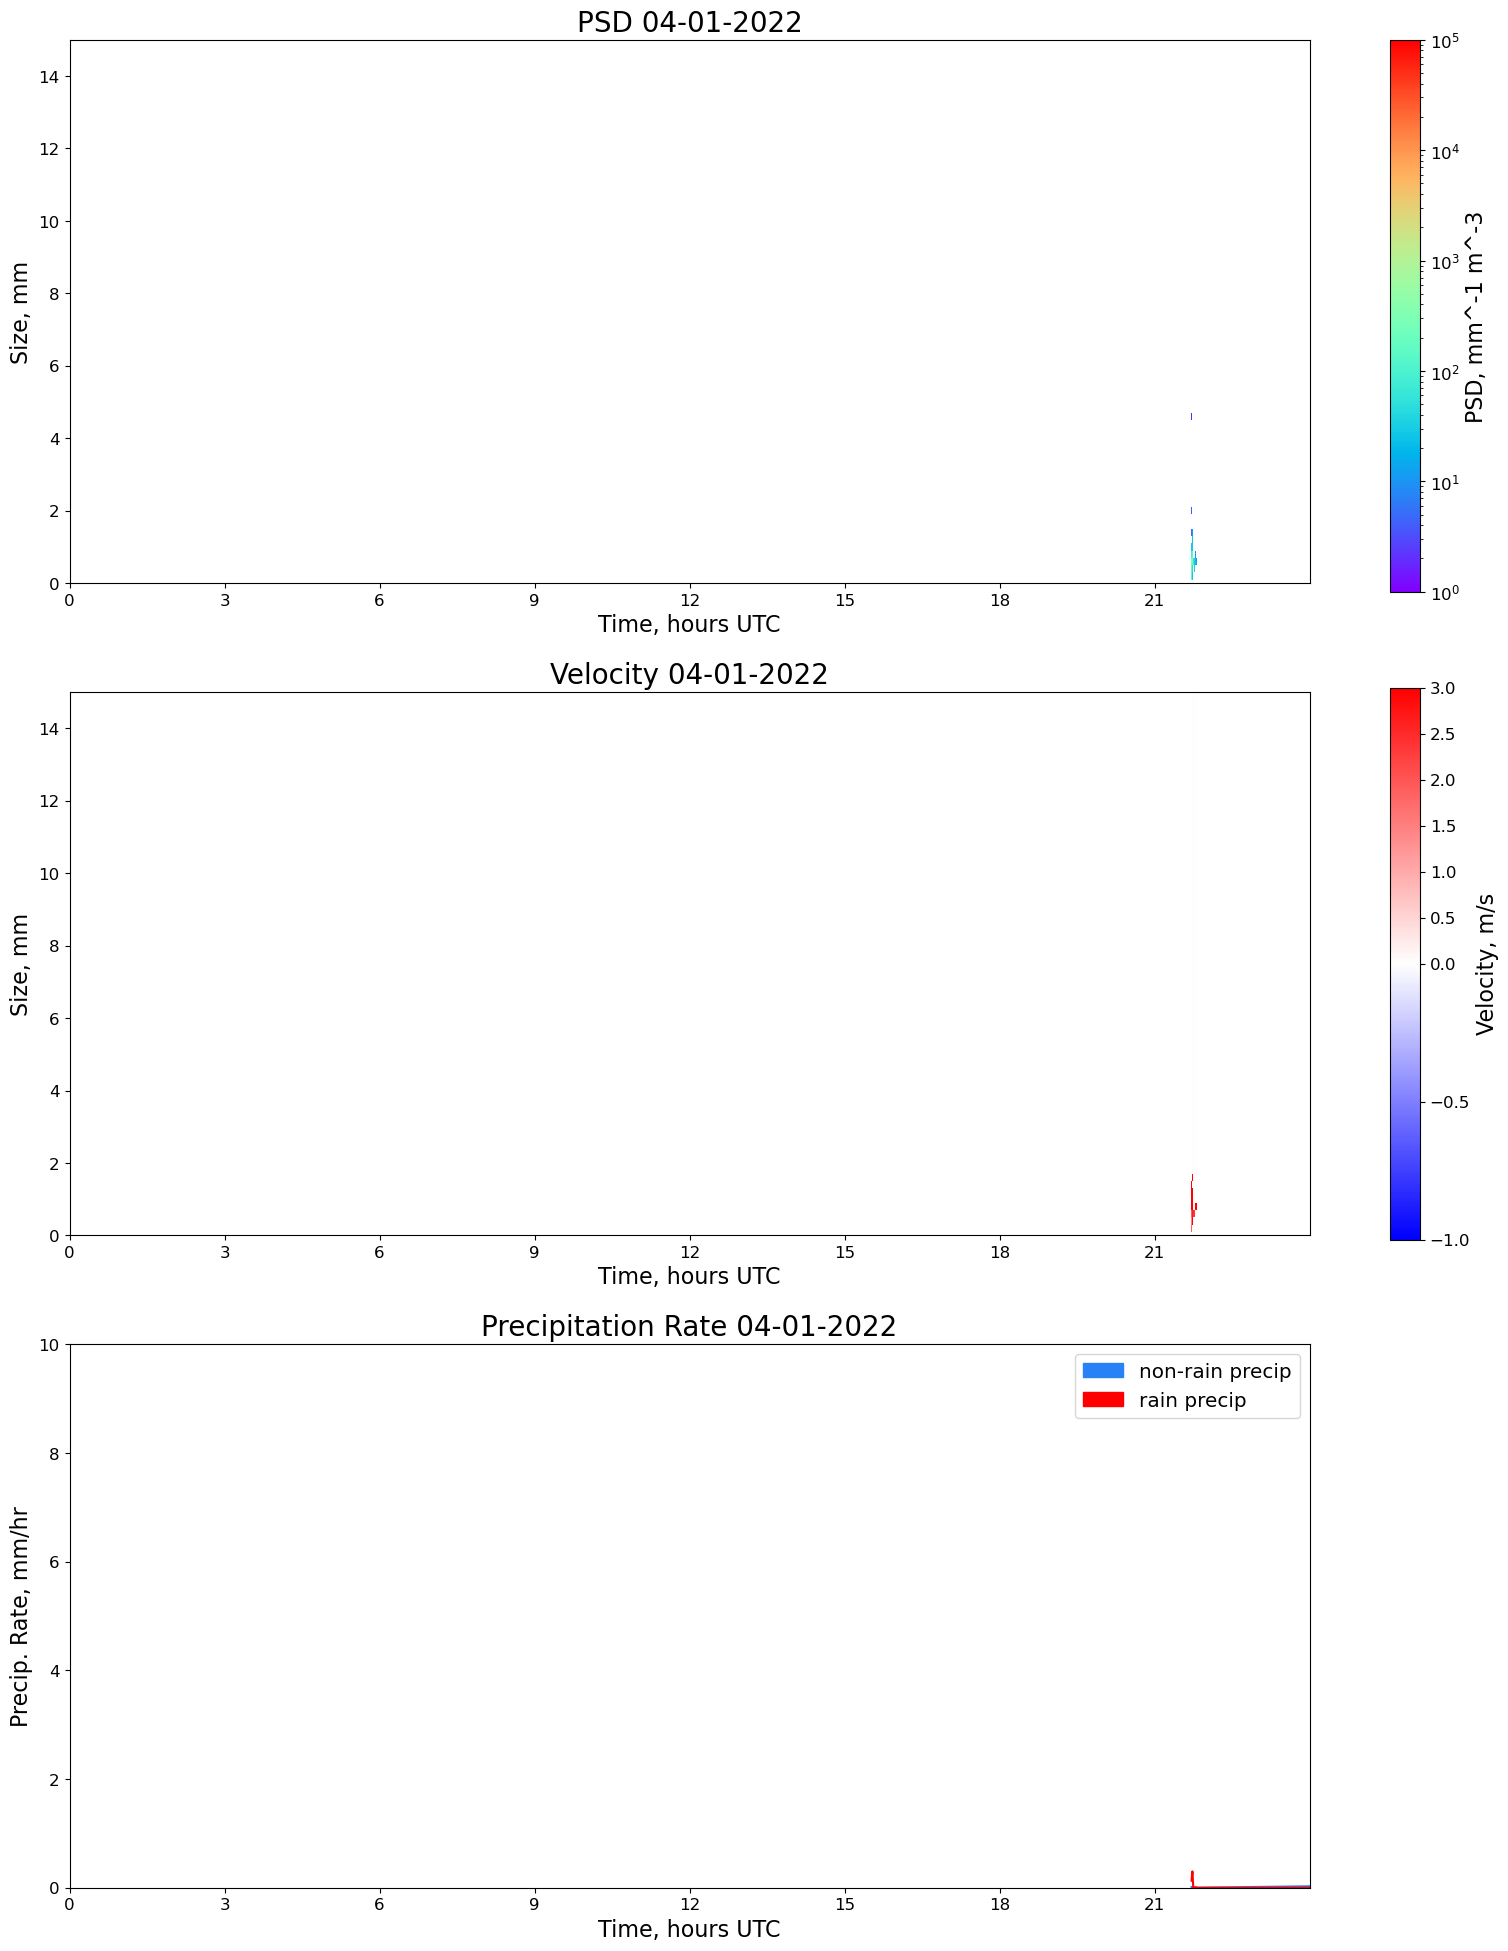 PSD 04-01-2022
14
12
10
8
6
4
2
0
Size, mm
0 3 6 9 12 15 18 21
Time, hours UTC
10^5
10^4
10^3
10^2
10^1
10^0
PSD, mm^-1 m^-3
Velocity 04-01-2022
14
12
10
8
6
4
2
0
Size, mm
0 3 6 9 12 15 18 21
Time, hours UTC
3.0
2.5
2.0
1.5
1.0
0.5
0.0
−0.5
−1.0
Velocity, m/s
Precipitation Rate 04-01-2022
10
8
6
4
2
0
Precip. Rate, mm/hr
non-rain precip
rain precip
0 3 6 9 12 15 18 21
Time, hours UTC